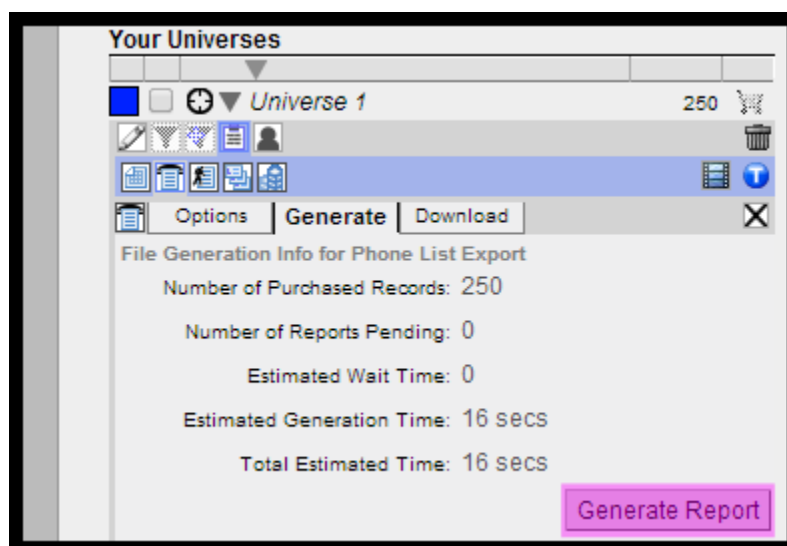 Your Universes
Universe 1 250
T
Options Generate Download X
File Generation Info for Phone List Export
Number of Purchased Records: 250
Number of Reports Pending: 0
Estimated Wait Time: 0
Estimated Generation Time: 16 secs
Total Estimated Time: 16 secs
Generate Report